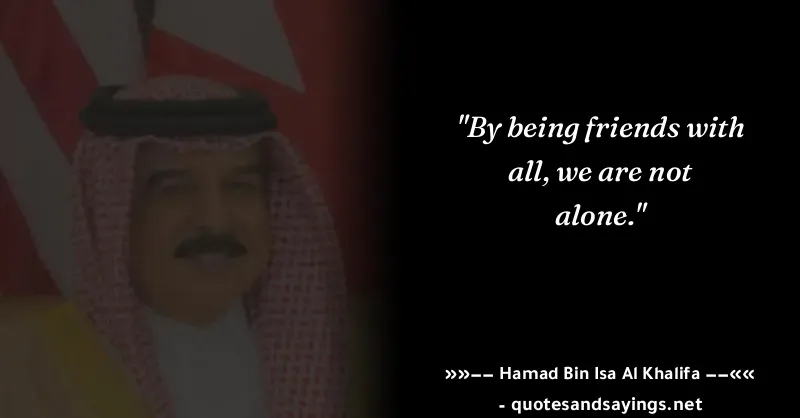 "By being friends with
all, we are not
alone."
»»–– Hamad Bin Isa Al Khalifa ––««
- quotesandsayings.net